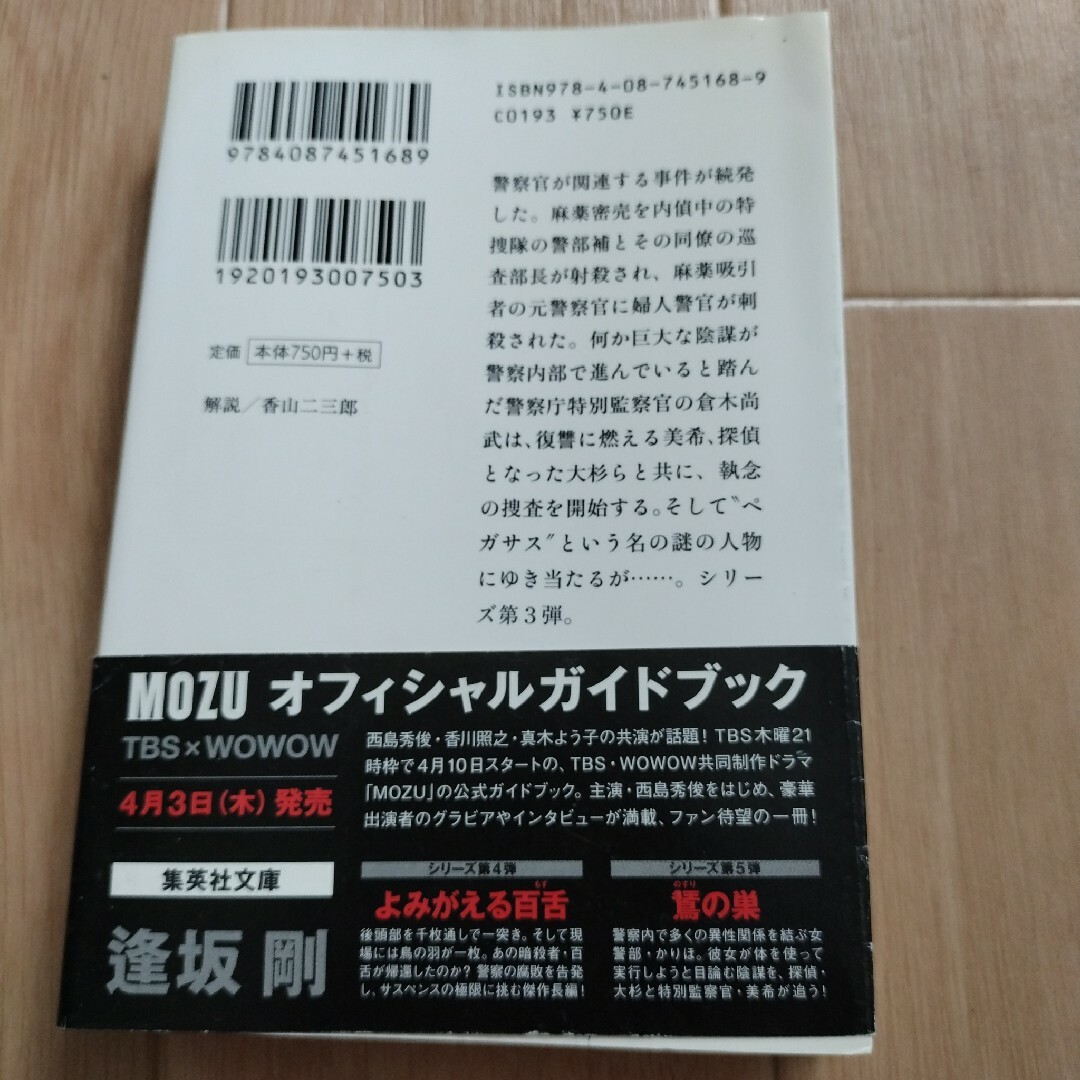 9784087451689
1920193007503
定価 本体750円+税
解説／香山二三郎
ISBN978-4-08-745168-9
C0193 ¥750E
警察官が関連する事件が続発
した。麻薬密売を内偵中の特
捜隊の警部補とその同僚の巡
査部長が射殺され、麻薬吸引
者の元警察官に婦人警官が刺
殺された。何か巨大な陰謀が
警察内部で進んでいると踏ん
だ警察庁特別監察官の倉木尚
武は、復讐に燃える美希、探偵
となった大杉らと共に、執念
の捜査を開始する。そして〝ペ
ガサス〟という名の謎の人物
にゆき当たるが……。シリー
ズ第3弾。
MOZU オフィシャルガイドブック
TBS×WOWOW
4月3日(木)発売
西島秀俊・香川照之・真木よう子の共演が話題！TBS木曜21
時枠で4月10日スタートの、TBS・WOWOW共同制作ドラマ
「MOZU」の公式ガイドブック。主演・西島秀俊をはじめ、豪華
出演者のグラビアやインタビューが満載、ファン待望の一冊！
集英社文庫
逢坂 剛
シリーズ第4弾
もず
よみがえる百舌
後頭部を千枚通しで一突き。そして現
場には鳥の羽が一枚。あの暗殺者・百
舌が帰還したのか？警察の腐敗を告発
し、サスペンスの極限に挑む傑作長編！
シリーズ第5弾
のすり
鵟の巣
警察内で多くの異性関係を結ぶ女
警部・かりほ。彼女が体を使って
実行しようと目論む陰謀を、探偵・
大杉と特別監察官・美希が追う！